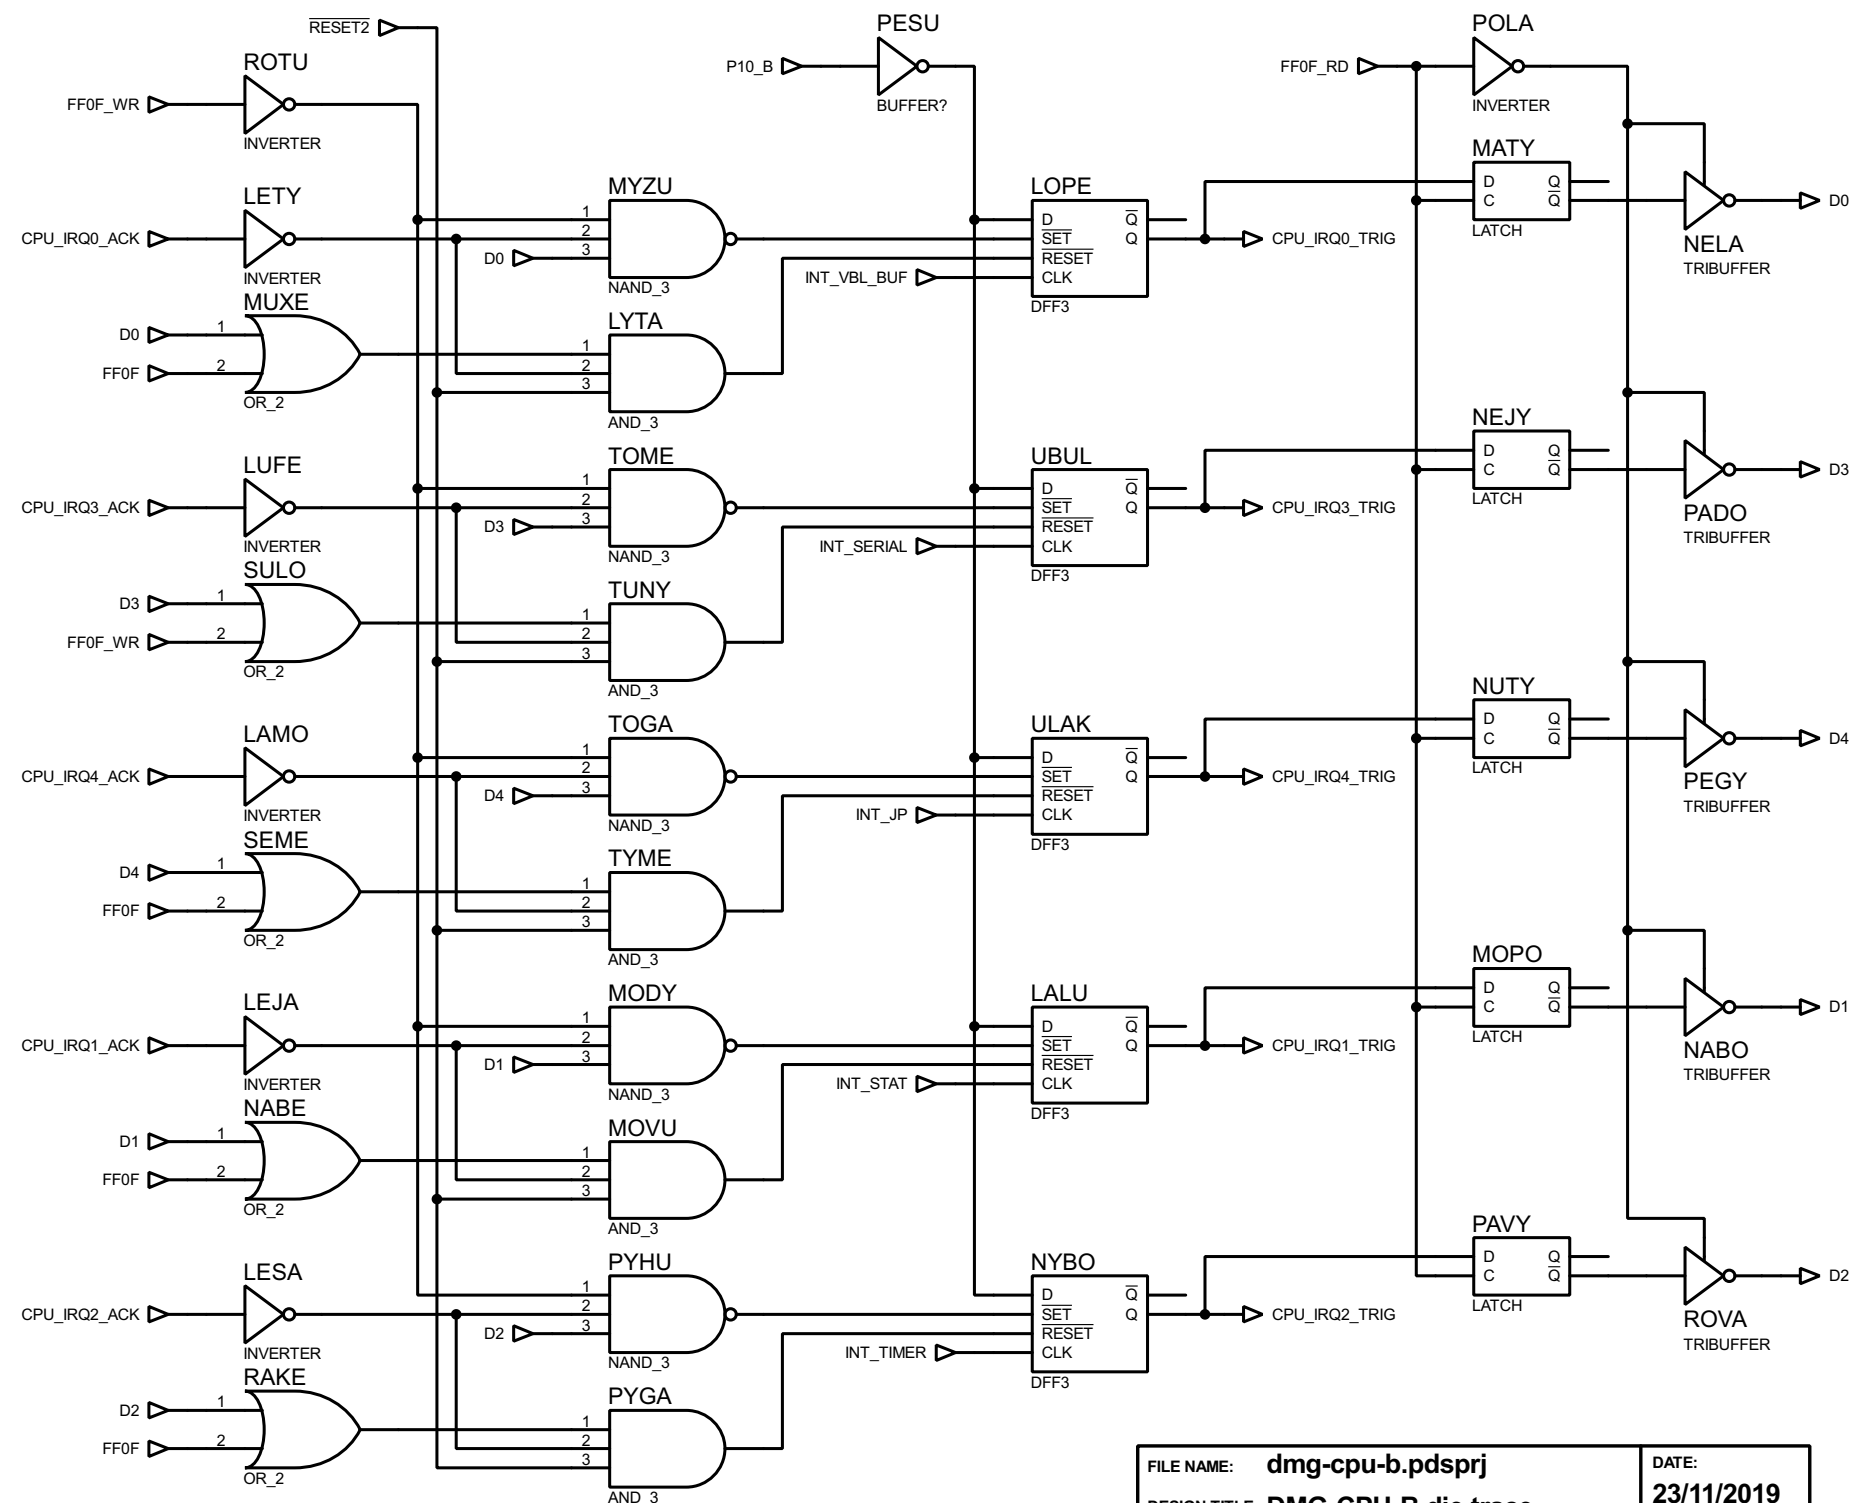 RESET2
PESU
POLA
ROTU
P10_B
FF0F_RD
FF0F_WR
BUFFER?
INVERTER
INVERTER
MATY
LETY
MYZU
LOPE
D Q
C Q
D0
CPU_IRQ0_ACK
1
2
3
D0
D Q
SET Q
RESET
CLK
CPU_IRQ0_TRIG
LATCH
NELA
TRIBUFFER
INVERTER
NAND_3
INT_VBL_BUF
DFF3
MUXE
LYTA
D0
1
FF0F
2
1
2
3
OR_2
AND_3
NEJY
LUFE
TOME
UBUL
D Q
C Q
D3
CPU_IRQ3_ACK
1
2
3
D3
D Q
SET Q
RESET
CLK
CPU_IRQ3_TRIG
LATCH
PADO
TRIBUFFER
INVERTER
NAND_3
INT_SERIAL
DFF3
SULO
TUNY
D3
1
FF0F_WR
2
1
2
3
OR_2
AND_3
NUTY
LAMO
TOGA
ULAK
D Q
C Q
D4
CPU_IRQ4_ACK
1
2
3
D4
D Q
SET Q
RESET
CLK
CPU_IRQ4_TRIG
LATCH
PEGY
TRIBUFFER
INVERTER
NAND_3
INT_JP
DFF3
SEME
TYME
D4
1
FF0F
2
1
2
3
OR_2
AND_3
MOPO
LEJA
MODY
LALU
D Q
C Q
D1
CPU_IRQ1_ACK
1
2
3
D1
D Q
SET Q
RESET
CLK
CPU_IRQ1_TRIG
LATCH
NABO
TRIBUFFER
INVERTER
NAND_3
INT_STAT
DFF3
NABE
MOVU
D1
1
FF0F
2
1
2
3
OR_2
AND_3
PAVY
LESA
PYHU
NYBO
D Q
C Q
D2
CPU_IRQ2_ACK
1
2
3
D2
D Q
SET Q
RESET
CLK
CPU_IRQ2_TRIG
LATCH
ROVA
TRIBUFFER
INVERTER
NAND_3
INT_TIMER
DFF3
RAKE
PYGA
D2
1
FF0F
2
1
2
3
OR_2
AND_3
FILE NAME: dmg-cpu-b.pdsprj
DATE:
23/11/2019
DESIGN TITLE: DMG-CPU-B die trace